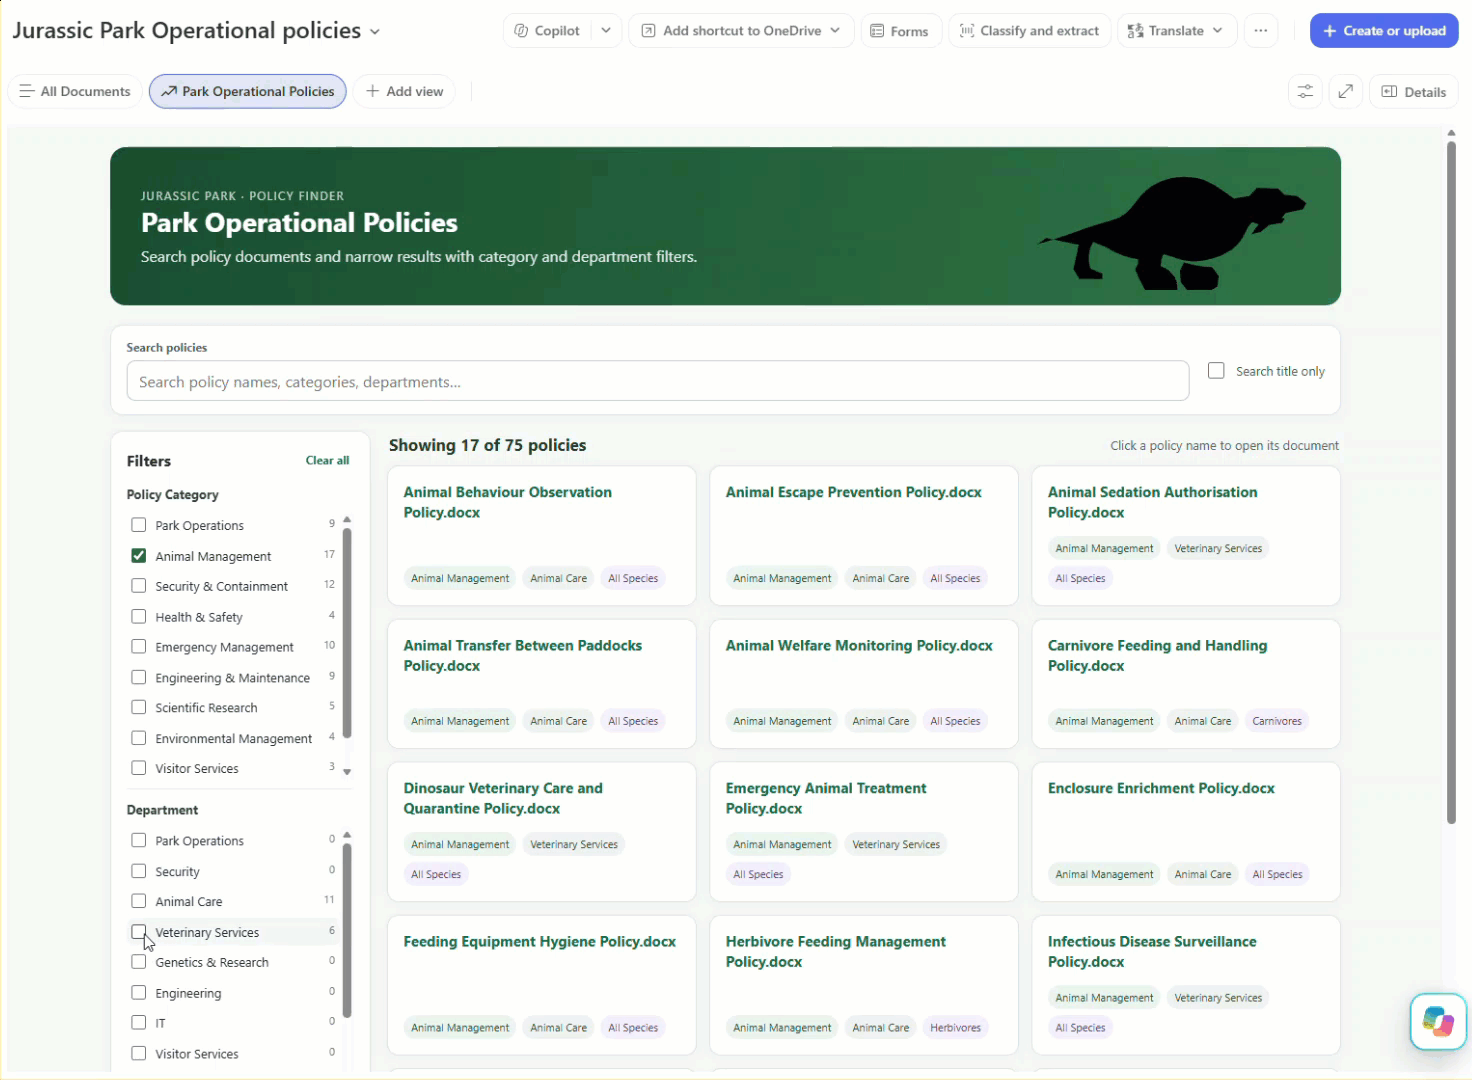 Jurassic Park Operational policies
Copilot
Add shortcut to OneDrive
Forms
Classify and extract
Translate
Create or upload
All Documents
Park Operational Policies
Add view
Details
JURASSIC PARK · POLICY FINDER
Park Operational Policies
Search policy documents and narrow results with category and department filters.
Search policies
Search policy names, categories, departments...
Search title only
Filters
Clear all
Policy Category
Park Operations 9
Animal Management 17
Security & Containment 12
Health & Safety 4
Emergency Management 10
Engineering & Maintenance 9
Scientific Research 5
Environmental Management 4
Visitor Services 3
Department
Park Operations 0
Security 0
Animal Care 11
Veterinary Services 6
Genetics & Research 0
Engineering 0
IT 0
Visitor Services 0
Showing 17 of 75 policies
Click a policy name to open its document
Animal Behaviour Observation
Policy.docx
Animal Management Animal Care All Species
Animal Escape Prevention Policy.docx
Animal Management Animal Care All Species
Animal Sedation Authorisation
Policy.docx
Animal Management Veterinary Services
All Species
Animal Transfer Between Paddocks
Policy.docx
Animal Management Animal Care All Species
Animal Welfare Monitoring Policy.docx
Animal Management Animal Care All Species
Carnivore Feeding and Handling
Policy.docx
Animal Management Animal Care Carnivores
Dinosaur Veterinary Care and
Quarantine Policy.docx
Animal Management Veterinary Services
All Species
Emergency Animal Treatment
Policy.docx
Animal Management Veterinary Services
All Species
Enclosure Enrichment Policy.docx
Animal Management Animal Care All Species
Feeding Equipment Hygiene Policy.docx
Animal Management Animal Care All Species
Herbivore Feeding Management
Policy.docx
Animal Management Animal Care Herbivores
Infectious Disease Surveillance
Policy.docx
Animal Management Veterinary Services
All Species